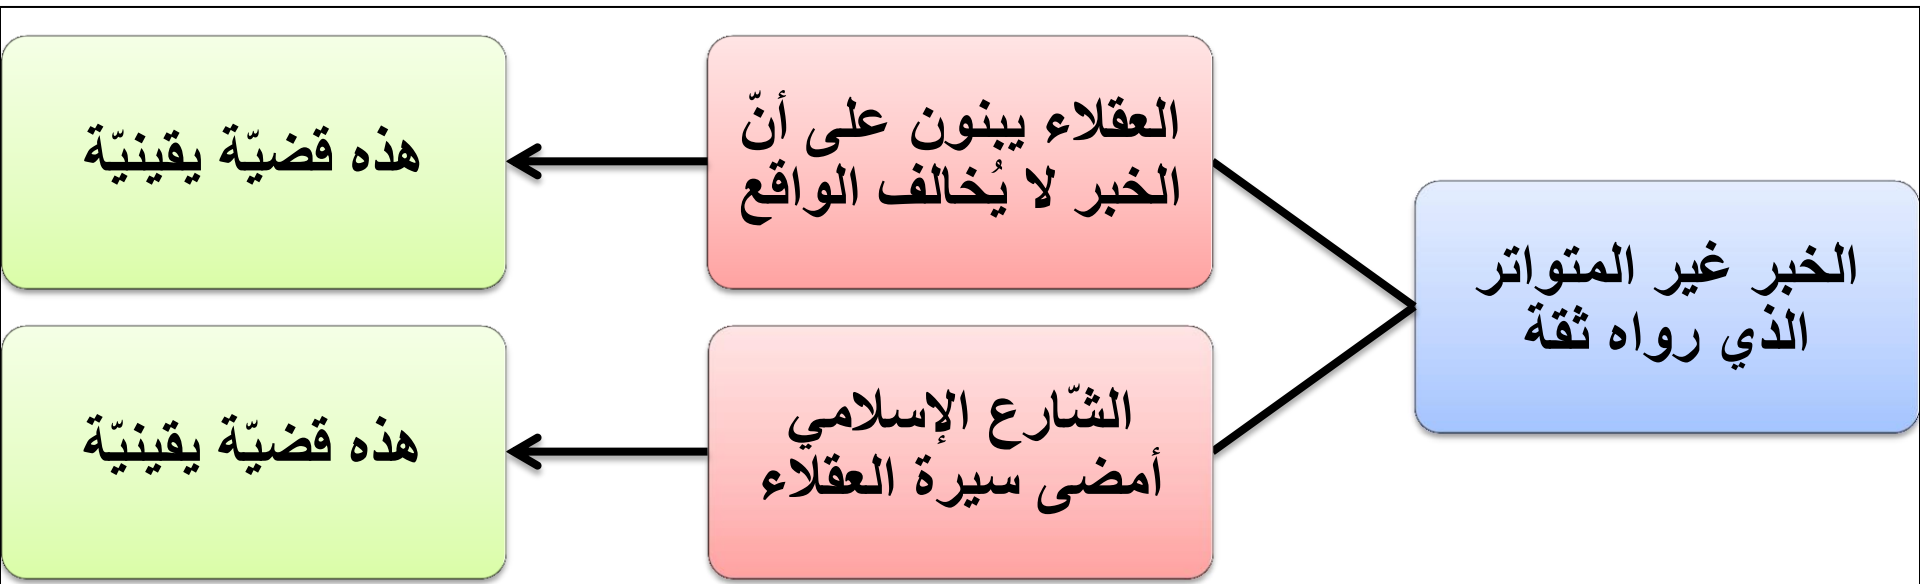 الخبر غير المتواتر
الذي رواه ثقة
العقلاء يبنون على أنّ
الخبر لا يُخالف الواقع
هذه قضيّة يقينيّة
الشّارع الإسلامي
أمضى سيرة العقلاء
هذه قضيّة يقينيّة